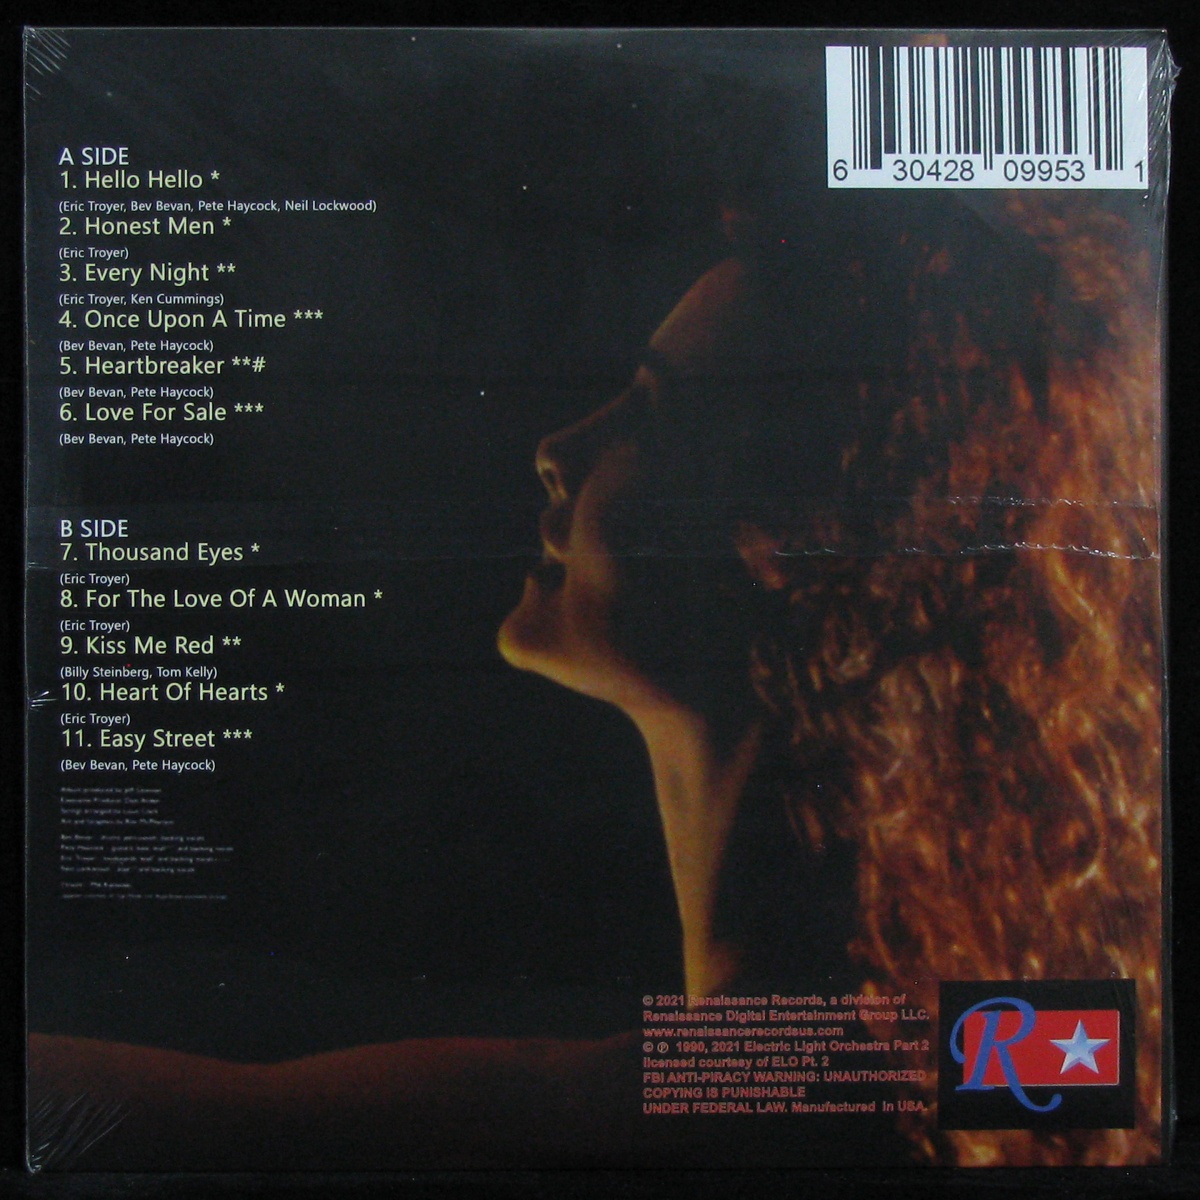 A SIDE
1. Hello Hello *
(Eric Troyer, Bev Bevan, Pete Haycock, Neil Lockwood)
2. Honest Men *
(Eric Troyer)
3. Every Night **
(Eric Troyer, Ken Cummings)
4. Once Upon A Time ***
(Bev Bevan, Pete Haycock)
5. Heartbreaker **#
(Bev Bevan, Pete Haycock)
6. Love For Sale ***
(Bev Bevan, Pete Haycock)
B SIDE
7. Thousand Eyes *
(Eric Troyer)
8. For The Love Of A Woman *
(Eric Troyer)
9. Kiss Me Red **
(Billy Steinberg, Tom Kelly)
10. Heart Of Hearts *
(Eric Troyer)
11. Easy Street ***
(Bev Bevan, Pete Haycock)
6 30428 09953 1
© 2021 Renaissance Records, a division of
Renaissance Digital Entertainment Group LLC.
www.renaissancerecordsus.com
© ℗ 1990, 2021 Electric Light Orchestra Part 2
licensed courtesy of ELO Pt. 2
FBI ANTI-PIRACY WARNING: UNAUTHORIZED
COPYING IS PUNISHABLE
UNDER FEDERAL LAW. Manufactured in USA.
R